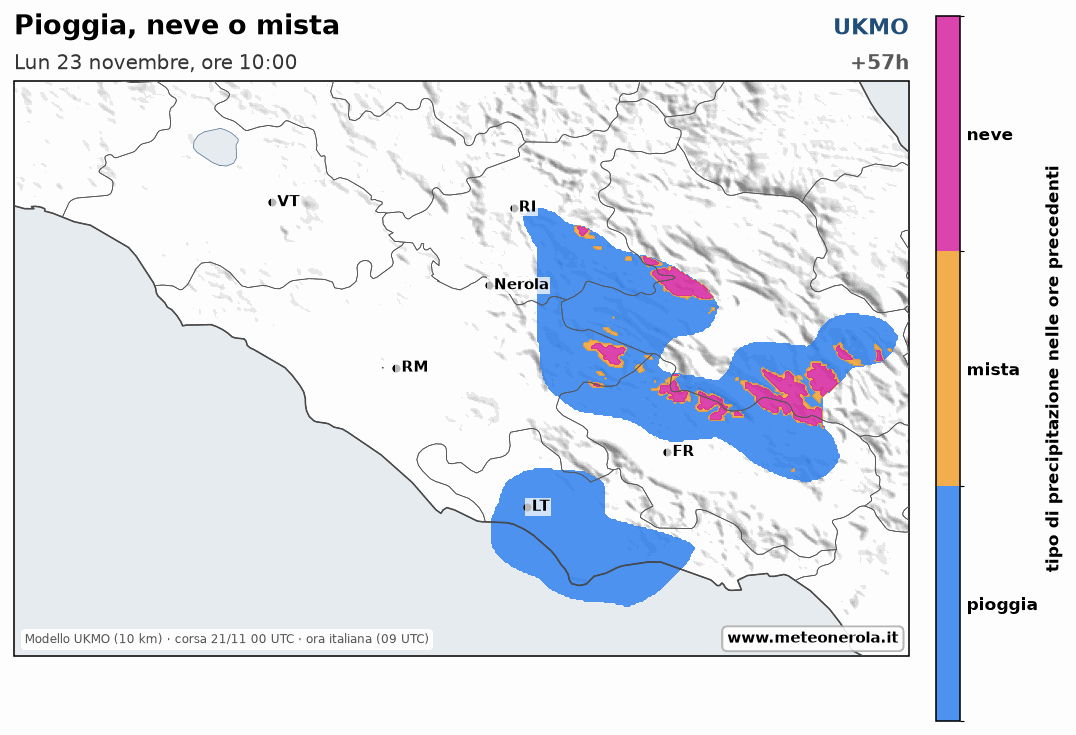 Pioggia, neve o mista
UKMO
Lun 23 novembre, ore 10:00
+57h
neve
VT
RI
Nerola
RM
mista
FR
LT
pioggia
tipo di precipitazione nelle ore precedenti
Modello UKMO (10 km) · corsa 21/11 00 UTC · ora italiana (09 UTC)
www.meteonerola.it